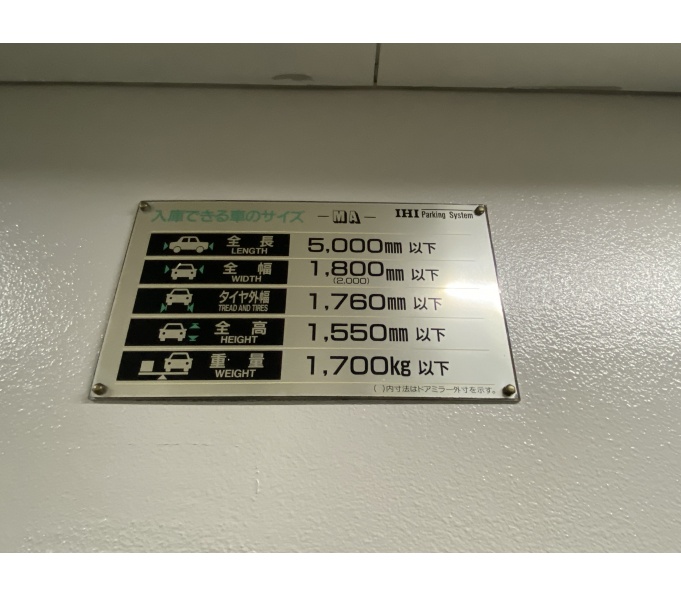 入庫できる車のサイズ -MA- IHI Parking System
全長 LENGTH 5,000mm 以下
全幅 WIDTH 1,800mm 以下 (2,000)
タイヤ外幅 TREAD AND TIRES 1,760mm 以下
全高 HEIGHT 1,550mm 以下
重量 WEIGHT 1,700kg 以下
( )内寸法はドアミラー外寸を示す。